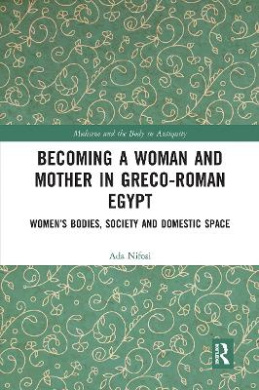 Medicine and the Body in Antiquity
BECOMING A WOMAN AND
MOTHER IN GRECO-ROMAN
EGYPT
WOMEN'S BODIES, SOCIETY AND DOMESTIC SPACE
Ada Nifosi
R